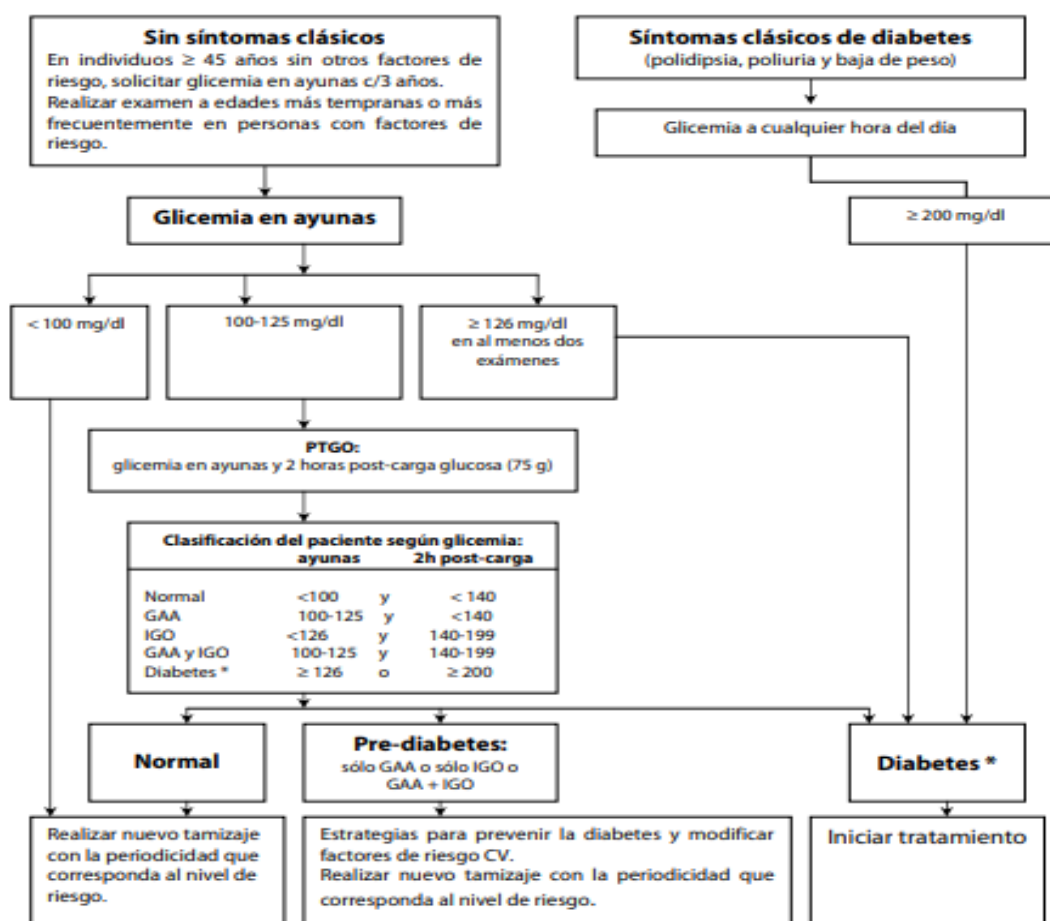 Sin síntomas clásicos
En individuos ≥ 45 años sin otros factores de
riesgo, solicitar glicemia en ayunas c/3 años.
Realizar examen a edades más tempranas o más
frecuentemente en personas con factores de
riesgo.
Síntomas clásicos de diabetes
(polidipsia, poliuria y baja de peso)
Glicemia a cualquier hora del día
Glicemia en ayunas
≥ 200 mg/dl
< 100 mg/dl
100-125 mg/dl
≥ 126 mg/dl
en al menos dos
exámenes
PTGO:
glicemia en ayunas y 2 horas post-carga glucosa (75 g)
Clasificación del paciente según glicemia:
ayunas 2h post-carga
Normal <100 y < 140
GAA 100-125 y <140
IGO <126 y 140-199
GAA y IGO 100-125 y 140-199
Diabetes * ≥ 126 o ≥ 200
Normal
Pre-diabetes:
sólo GAA o sólo IGO o
GAA + IGO
Diabetes *
Realizar nuevo tamizaje
con la periodicidad que
corresponda al nivel de
riesgo.
Estrategias para prevenir la diabetes y modificar
factores de riesgo CV.
Realizar nuevo tamizaje con la periodicidad que
corresponda al nivel de riesgo.
Iniciar tratamiento